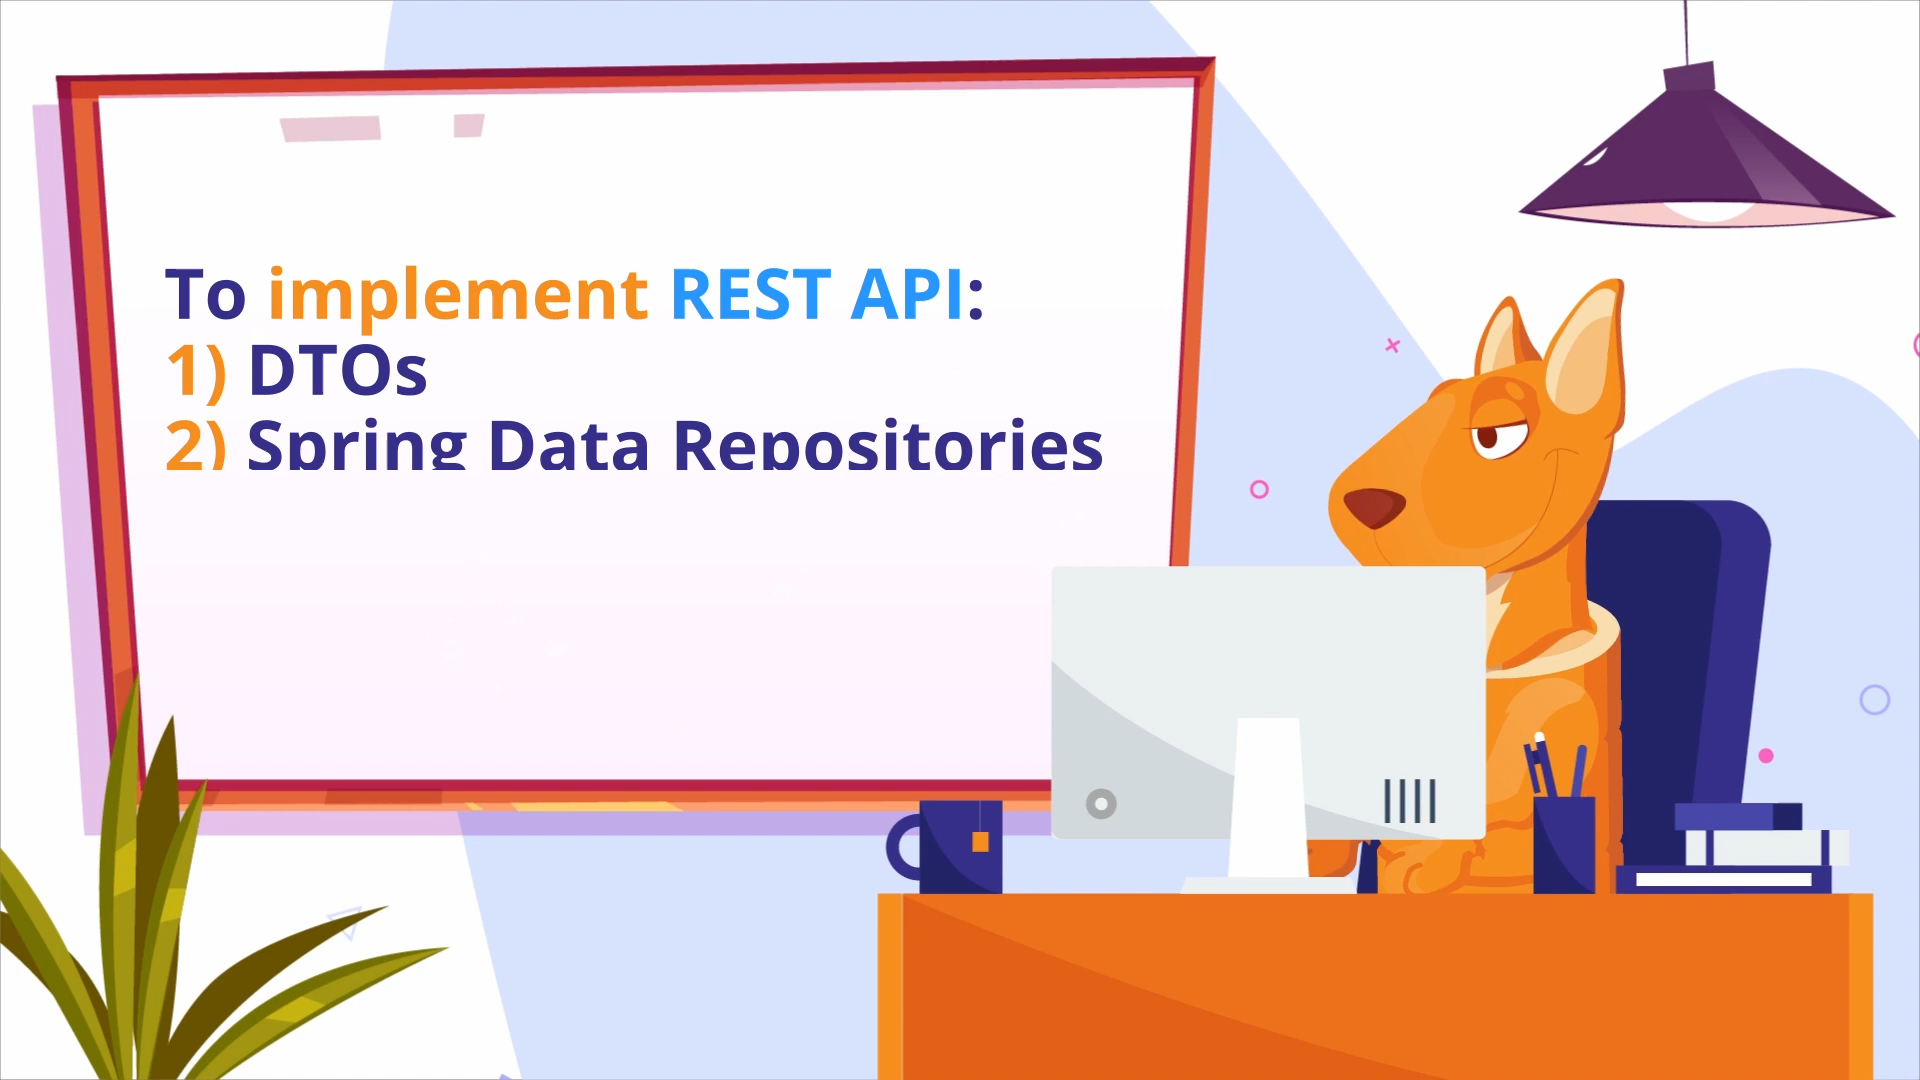 To implement REST API:
1) DTOs
2) Spring Data Repositories